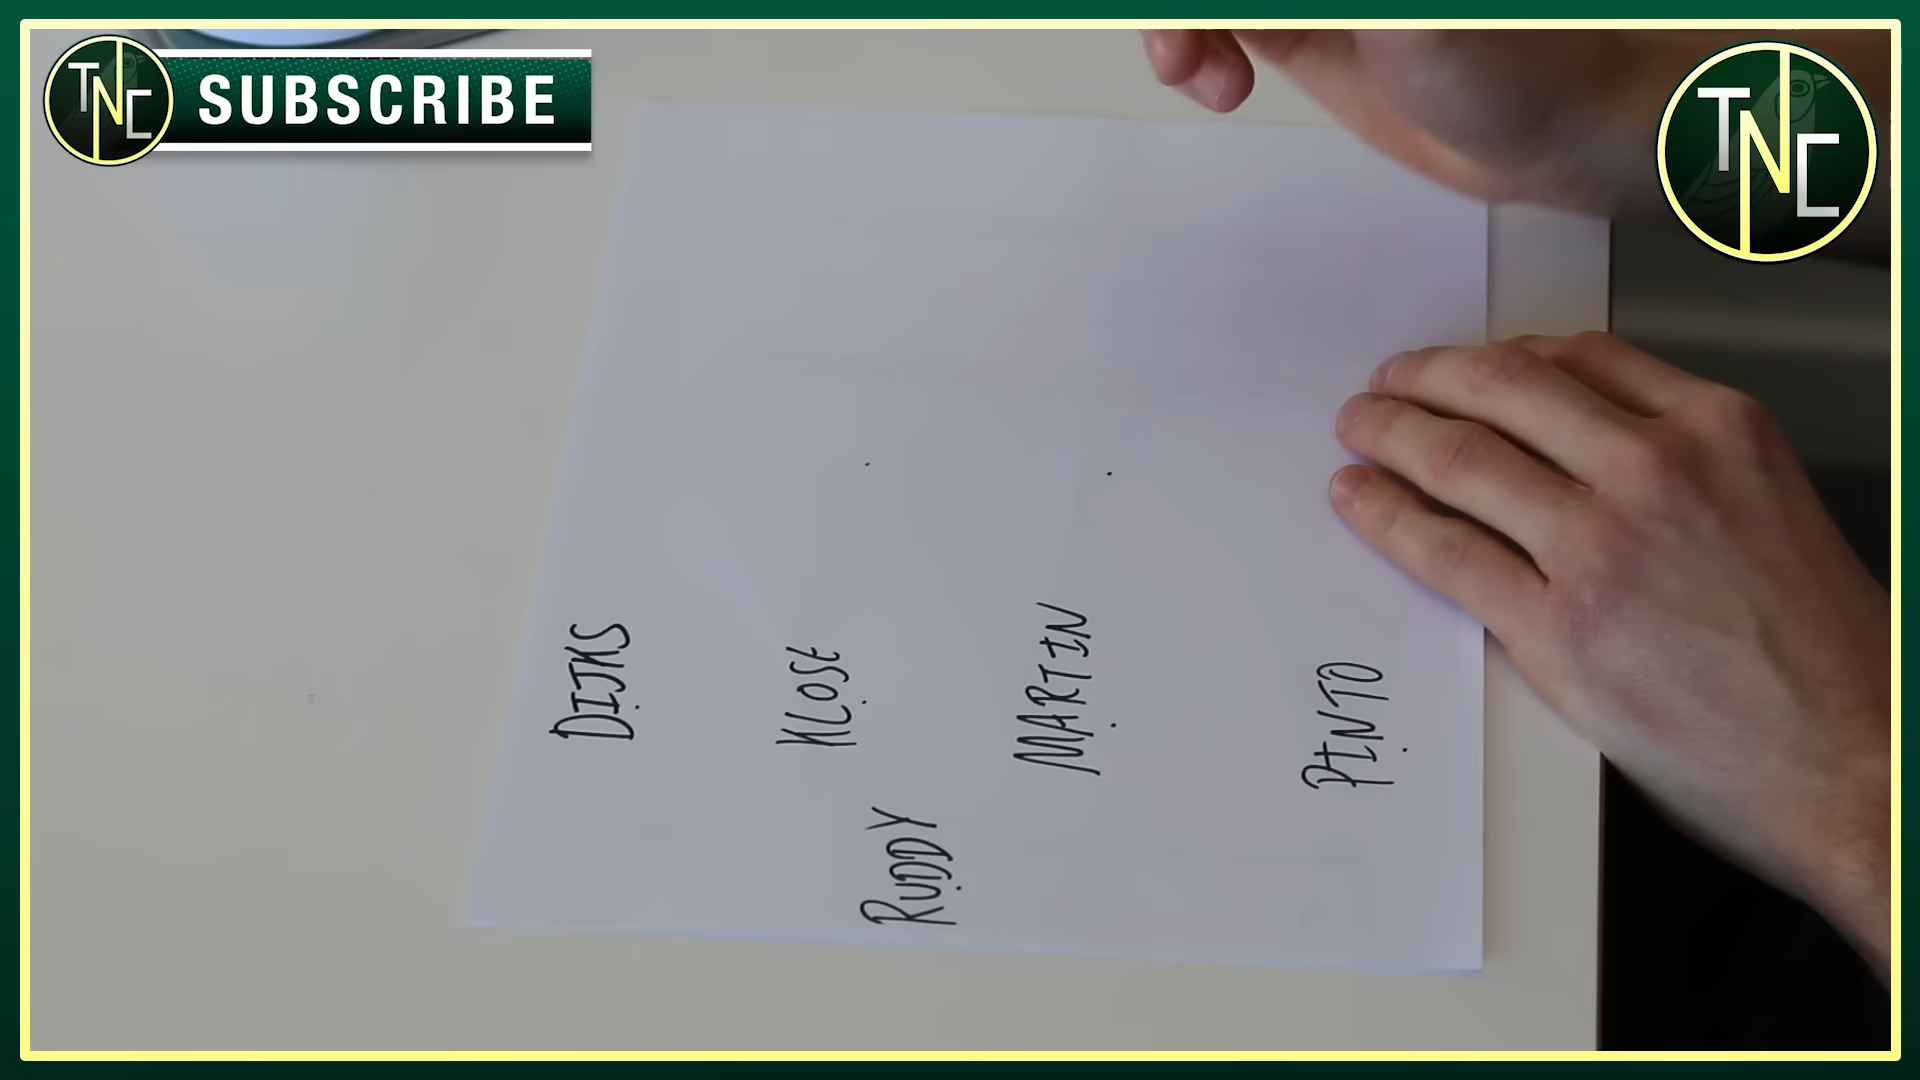 TNC
SUBSCRIBE
TNC
DIJKS
KLOSE
MARTIN
PINTO
RUDDY